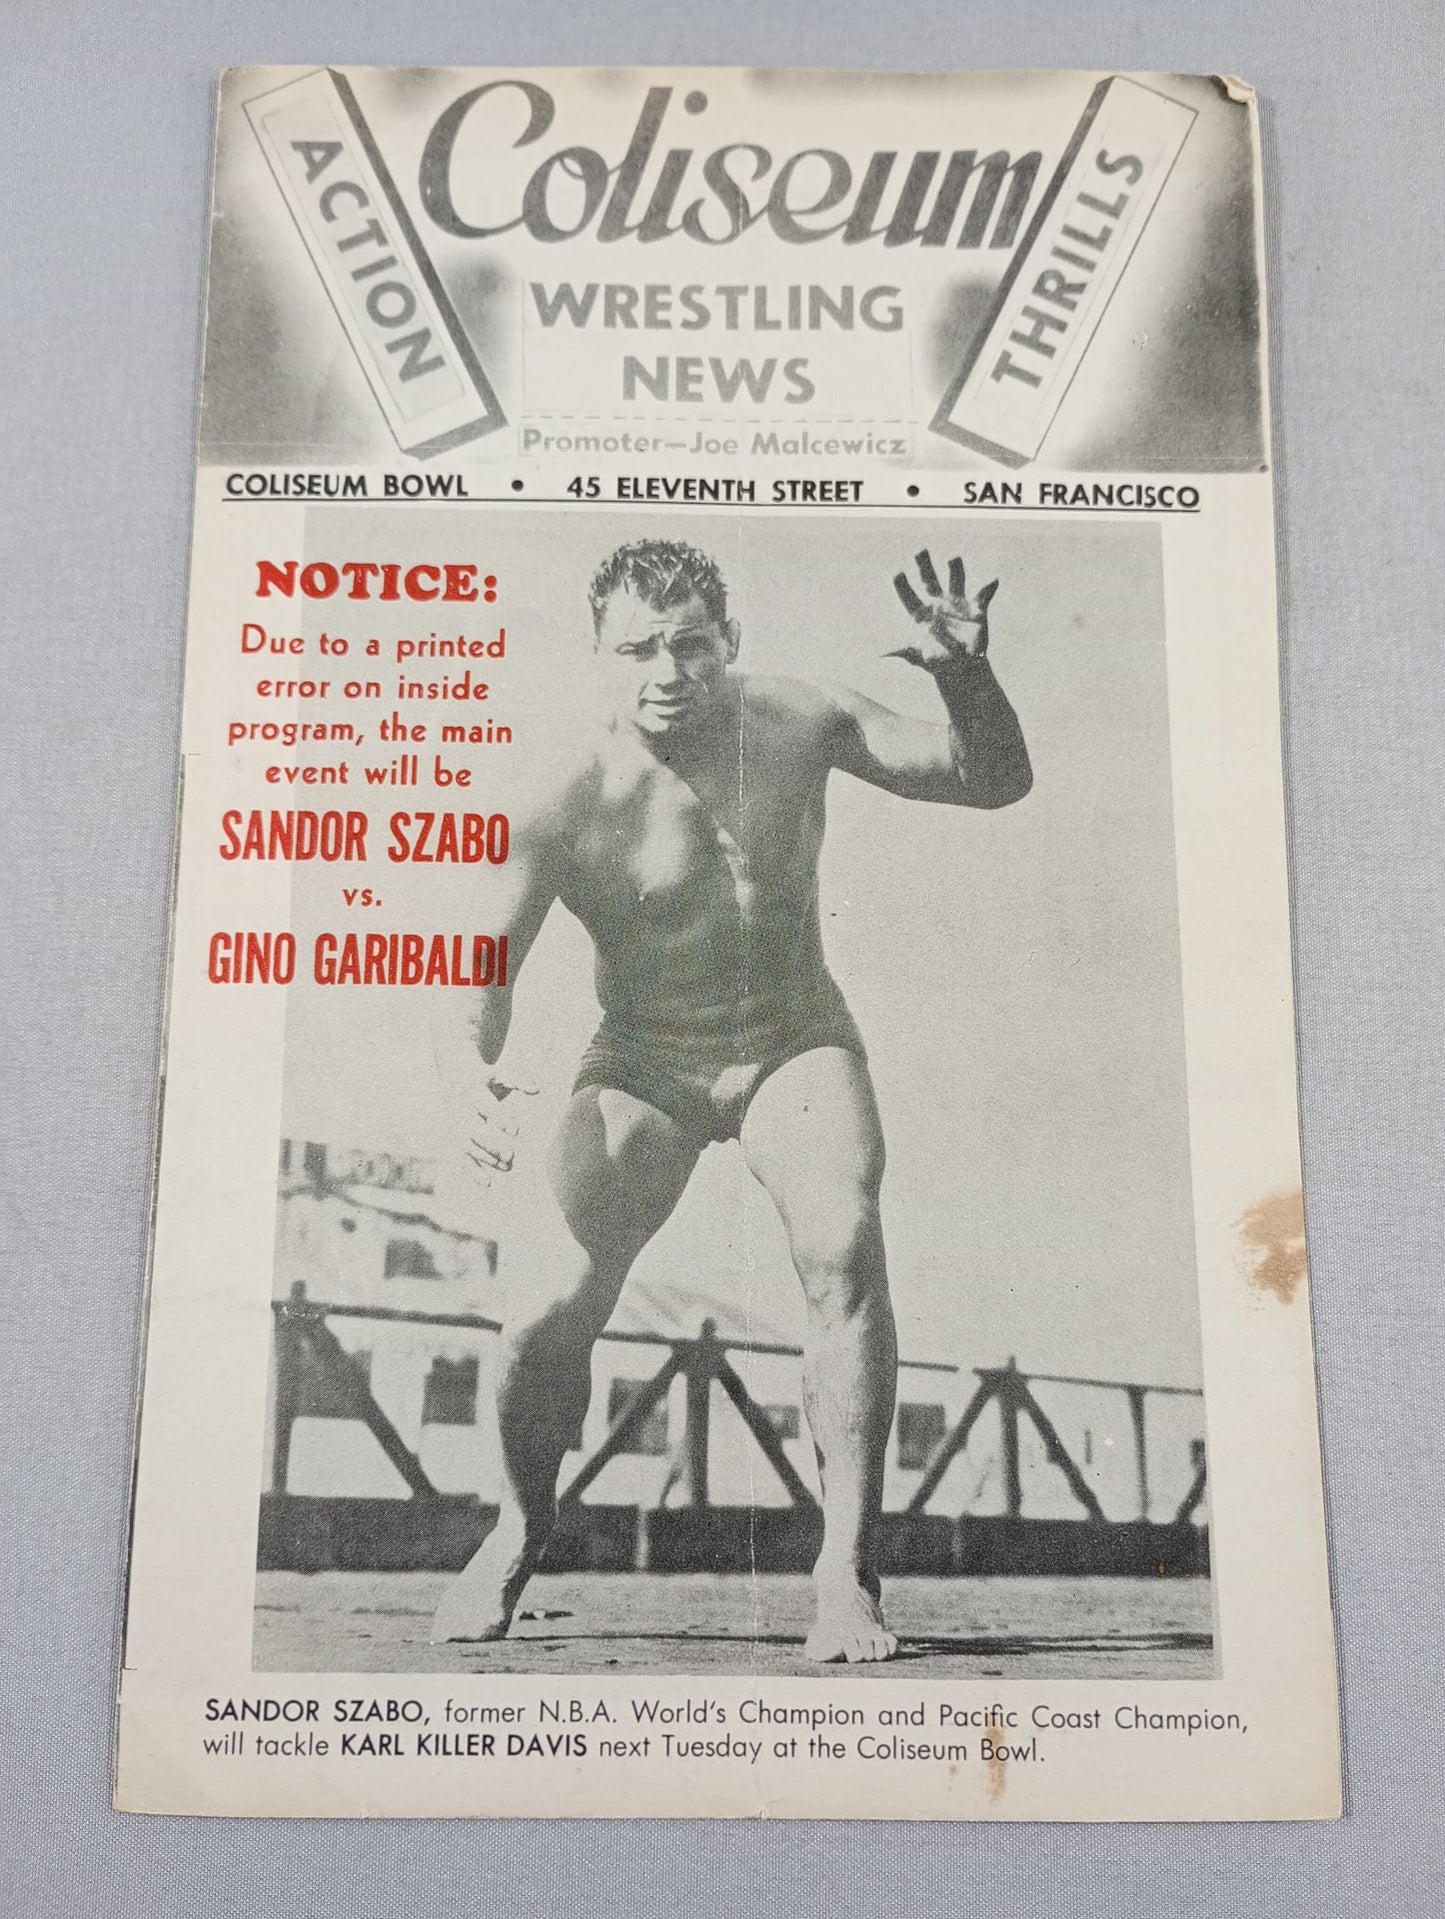 ACTION
Coliseum
THRILLS
WRESTLING
NEWS
Promoter—Joe Malcewicz
COLISEUM BOWL • 45 ELEVENTH STREET • SAN FRANCISCO
NOTICE:
Due to a printed
error on inside
program, the main
event will be
SANDOR SZABO
vs.
GINO GARIBALDI
SANDOR SZABO, former N.B.A. World's Champion and Pacific Coast Champion,
will tackle KARL KILLER DAVIS next Tuesday at the Coliseum Bowl.